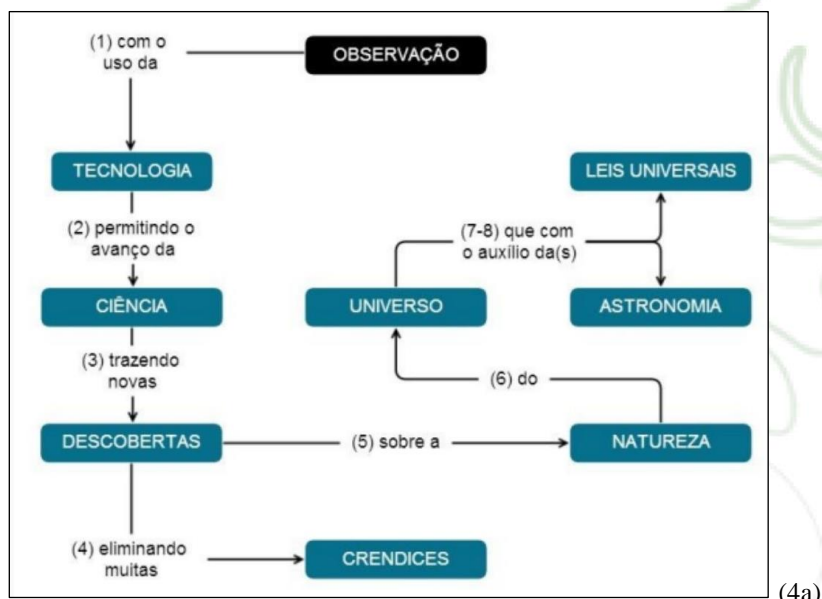 (1) com o
uso da
OBSERVAÇÃO
TECNOLOGIA
LEIS UNIVERSAIS
(2) permitindo o
avanço da
(7-8) que com
o auxílio da(s)
CIÊNCIA
UNIVERSO
ASTRONOMIA
(3) trazendo
novas
(6) do
DESCOBERTAS
(5) sobre a
NATUREZA
(4) eliminando
muitas
CRENDICES
(4a)